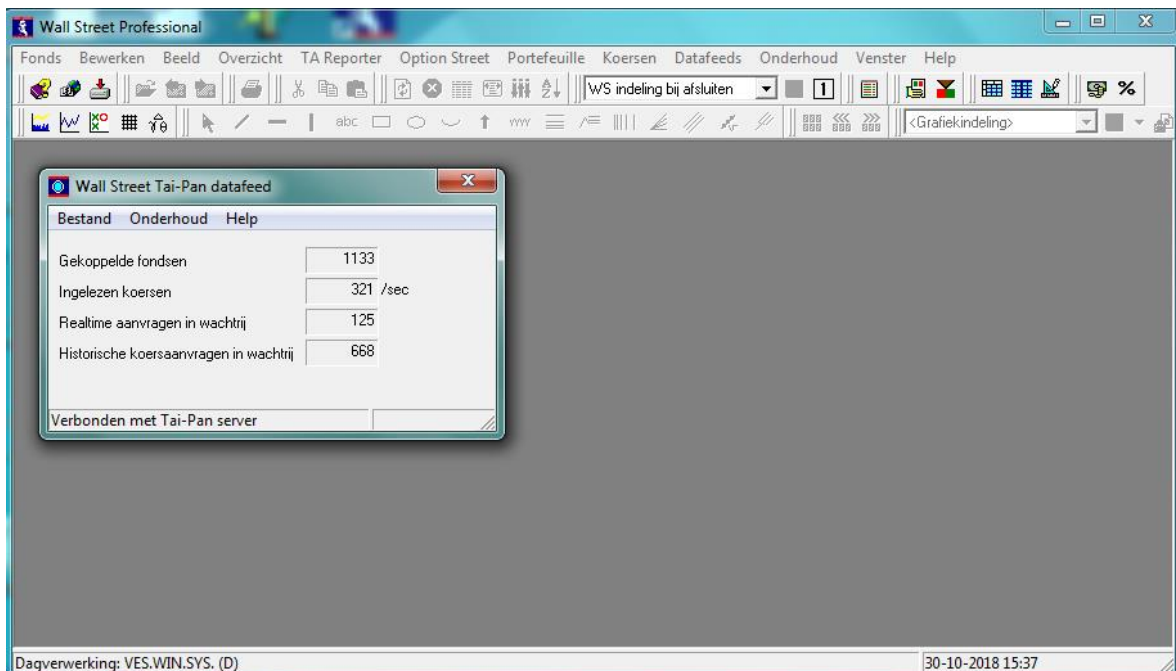 Wall Street Professional
Fonds Bewerken Beeld Overzicht TA Reporter Option Street Portefeuille Koersen Datafeeds Onderhoud Venster Help
WS indeling bij afsluiten 1 %
abc <Grafiekindeling>
Wall Street Tai-Pan datafeed
Bestand Onderhoud Help
Gekoppelde fondsen 1133
Ingelezen koersen 321 /sec
Realtime aanvragen in wachtrij 125
Historische koersaanvragen in wachtrij 668
Verbonden met Tai-Pan server
Dagverwerking: VES.WIN.SYS. (D) 30-10-2018 15:37